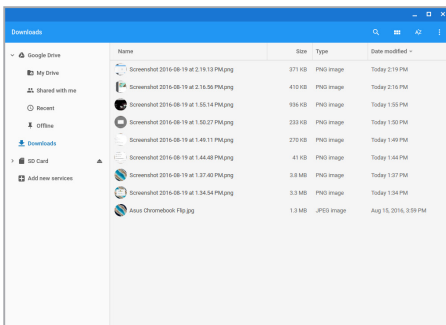 Downloads
Google Drive
My Drive
Shared with me
Recent
Offline
Downloads
SD Card
Add new services
Name Size Type Date modified
Screenshot 2016-08-19 at 2.19.13 PM.png 371 KB PNG image Today 2:19 PM
Screenshot 2016-08-19 at 2.16.56 PM.png 410 KB PNG image Today 2:16 PM
Screenshot 2016-08-19 at 1.55.14 PM.png 936 KB PNG image Today 1:55 PM
Screenshot 2016-08-19 at 1.50.27 PM.png 233 KB PNG image Today 1:50 PM
Screenshot 2016-08-19 at 1.49.11 PM.png 270 KB PNG image Today 1:49 PM
Screenshot 2016-08-19 at 1.44.48 PM.png 41 KB PNG image Today 1:44 PM
Screenshot 2016-08-19 at 1.37.40 PM.png 3.8 MB PNG image Today 1:37 PM
Screenshot 2016-08-19 at 1.34.54 PM.png 3.3 MB PNG image Today 1:34 PM
Asus Chromebook Flip.jpg 1.3 MB JPEG image Aug 15, 2016, 3:59 PM